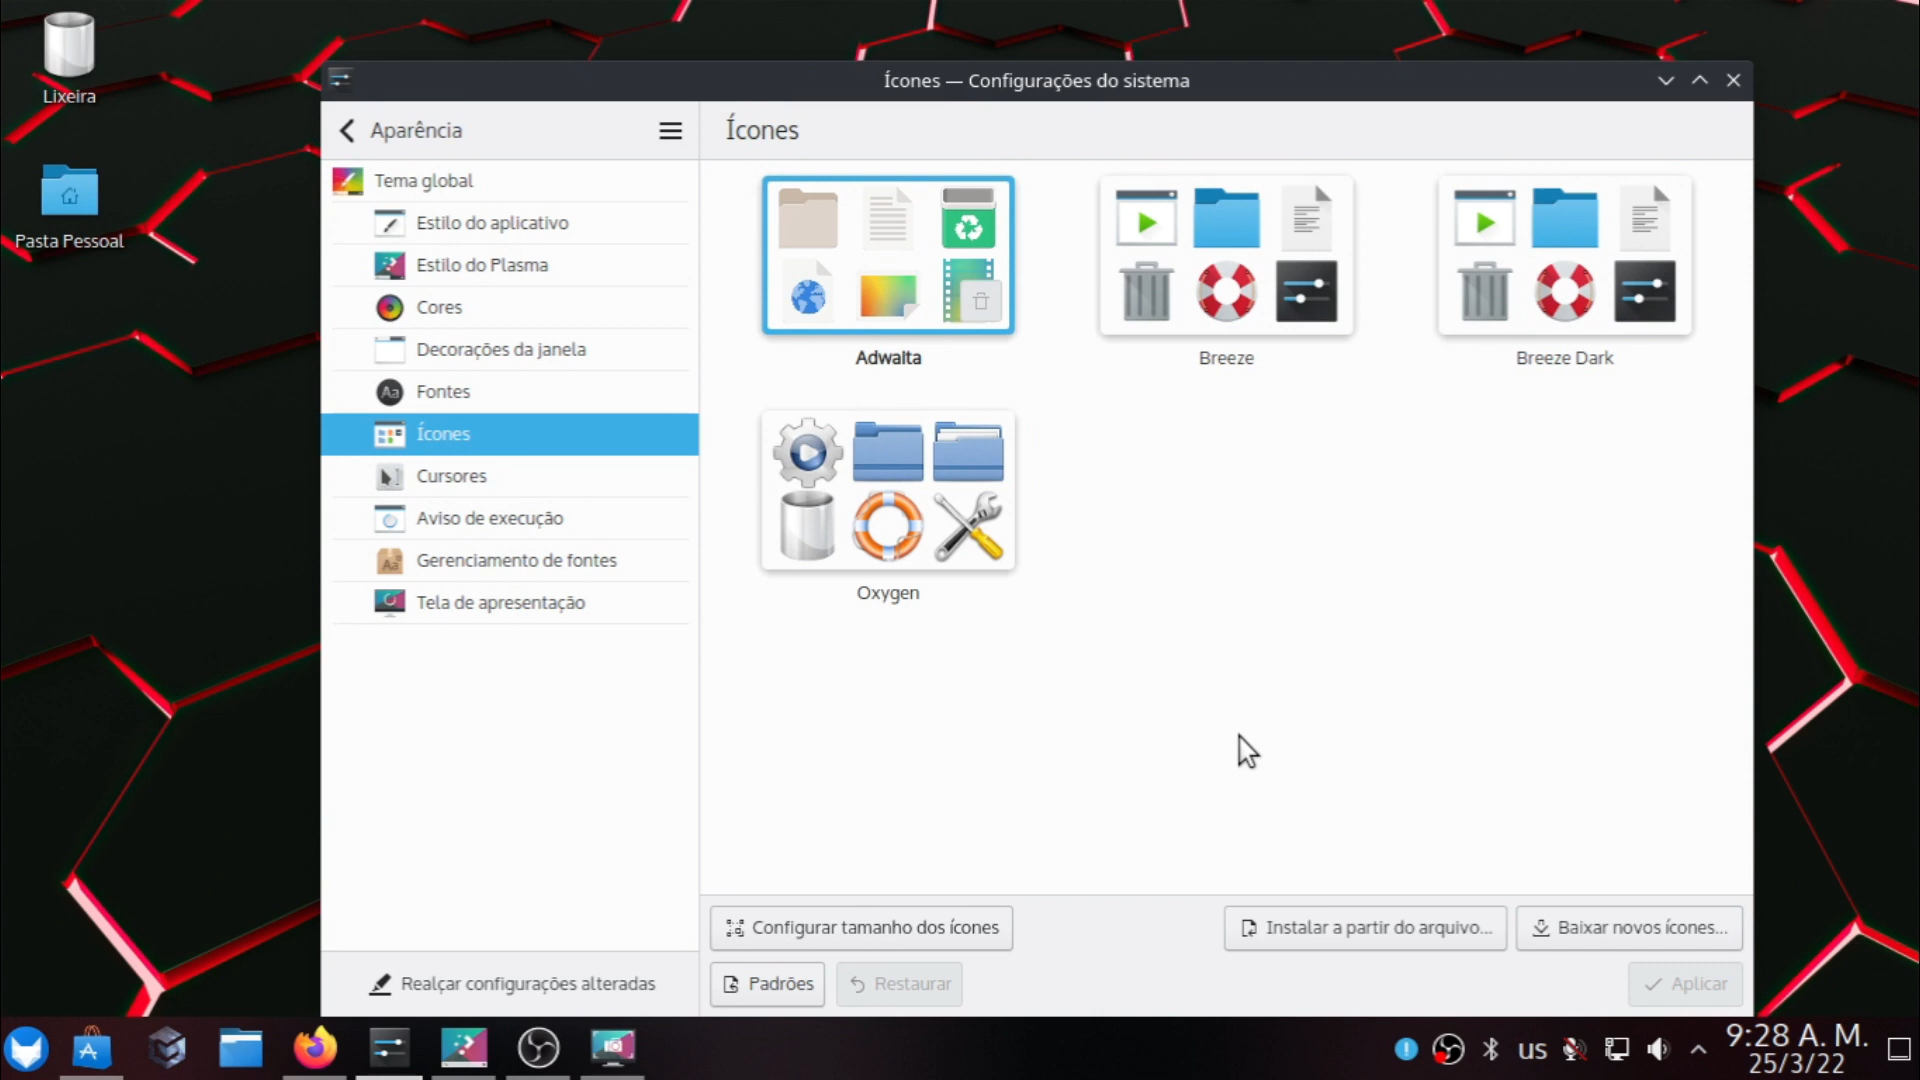 Lixeira
Pasta Pessoal
Ícones — Configurações do sistema
Aparência
Ícones
Tema global
Estilo do aplicativo
Estilo do Plasma
Cores
Decorações da janela
Fontes
Ícones
Cursores
Aviso de execução
Gerenciamento de fontes
Tela de apresentação
Realçar configurações alteradas
Adwaita
Breeze
Breeze Dark
Oxygen
Configurar tamanho dos ícones
Instalar a partir do arquivo...
Baixar novos ícones...
Padrões
Restaurar
Aplicar
us
9:28 A. M.
25/3/22